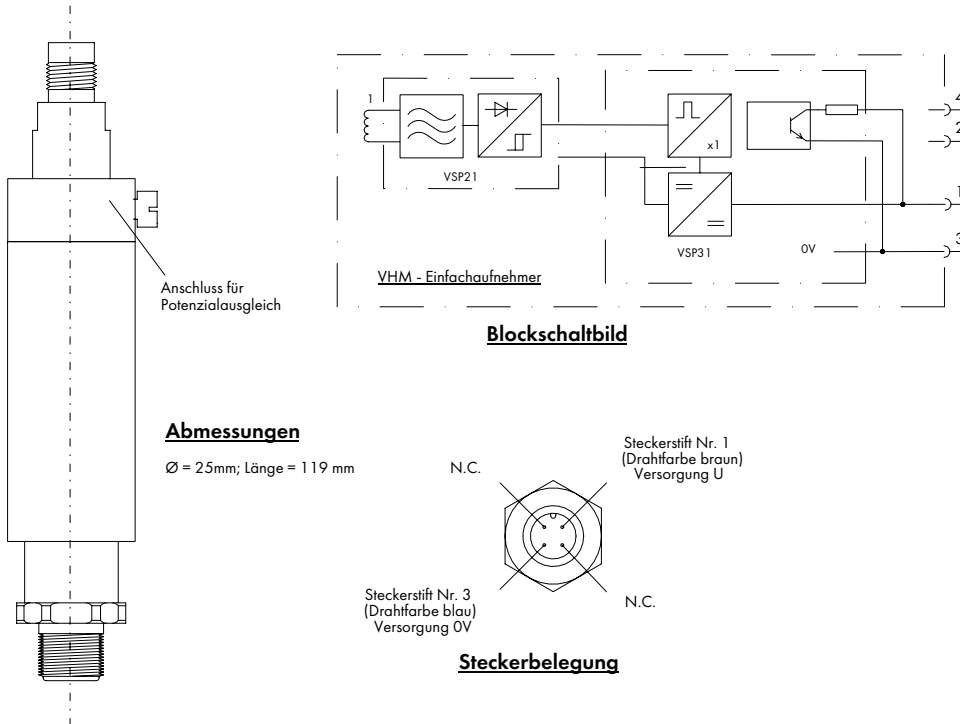 1
VSP21
x1
VSP31
0V
4
2
1
3
VHM - Einfachaufnehmer
Blockschaltbild
Anschluss für
Potenzialausgleich
Abmessungen
Ø = 25mm; Länge = 119 mm
N.C.
Steckerstift Nr. 1
(Drahtfarbe braun)
Versorgung U
Steckerstift Nr. 3
(Drahtfarbe blau)
Versorgung 0V
N.C.
Steckerbelegung